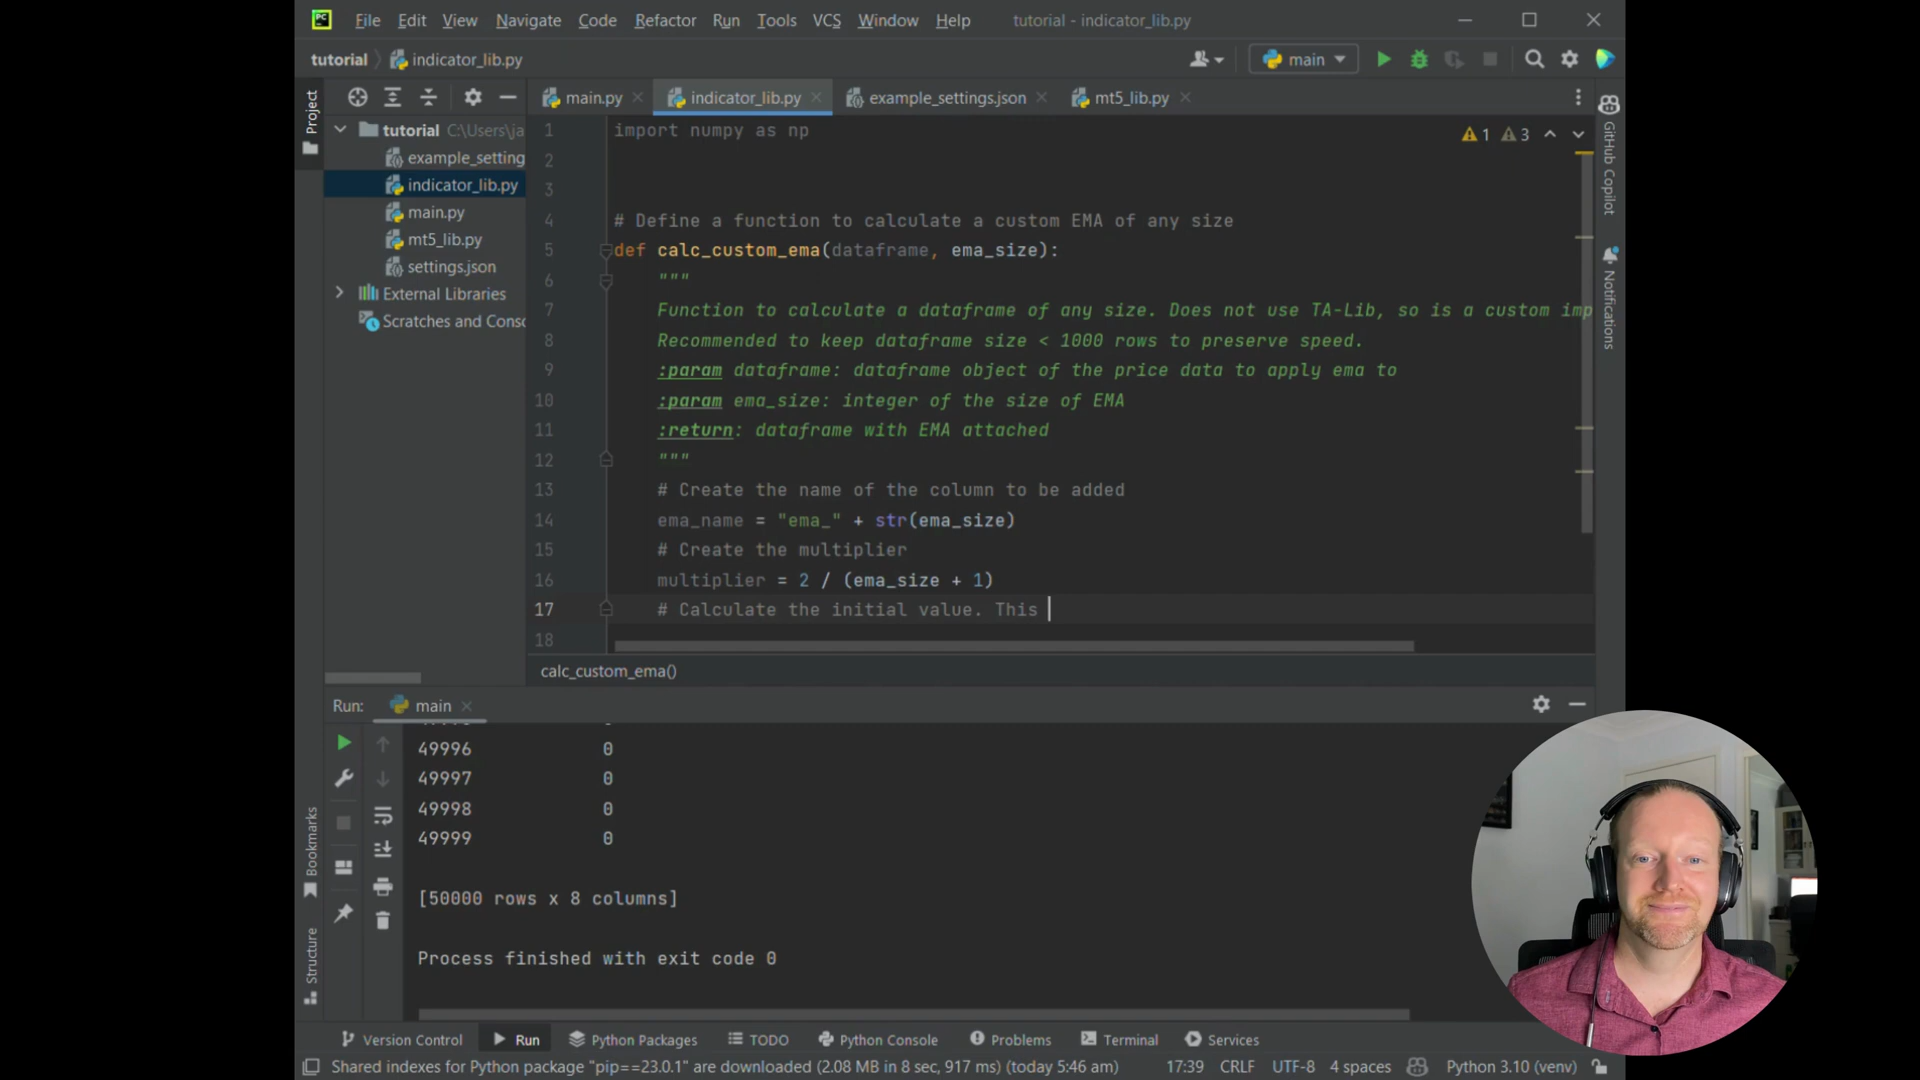 PC File Edit View Navigate Code Refactor Run Tools VCS Window Help tutorial - indicator_lib.py
tutorial indicator_lib.py main
Project
main.py indicator_lib.py example_settings.json mt5_lib.py
tutorial C:\Users\ja
example_setting
indicator_lib.py
main.py
mt5_lib.py
settings.json
External Libraries
Scratches and Conso
1 import numpy as np
1 3
2
3
4 # Define a function to calculate a custom EMA of any size
5 def calc_custom_ema(dataframe, ema_size):
6 """
7 Function to calculate a dataframe of any size. Does not use TA-Lib, so is a custom imp
8 Recommended to keep dataframe size < 1000 rows to preserve speed.
9 :param dataframe: dataframe object of the price data to apply ema to
10 :param ema_size: integer of the size of EMA
11 :return: dataframe with EMA attached
12 """
13 # Create the name of the column to be added
14 ema_name = "ema_" + str(ema_size)
15 # Create the multiplier
16 multiplier = 2 / (ema_size + 1)
17 # Calculate the initial value. This
18
calc_custom_ema()
GitHub Copilot
Notifications
Run: main
49996 0
49997 0
49998 0
49999 0
[50000 rows x 8 columns]
Process finished with exit code 0
Bookmarks
Structure
Version Control Run Python Packages TODO Python Console Problems Terminal Services
Shared indexes for Python package "pip==23.0.1" are downloaded (2.08 MB in 8 sec, 917 ms) (today 5:46 am) 17:39 CRLF UTF-8 4 spaces Python 3.10 (venv)